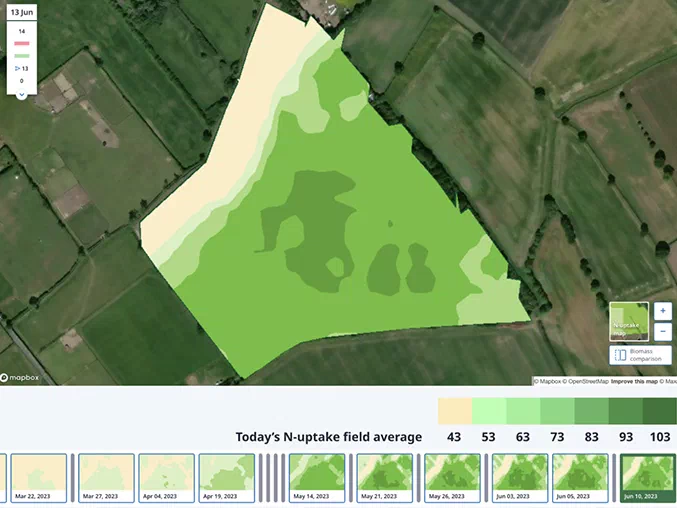 13 Jun
14
13
0
N-uptake
map
+
−
Biomass
comparison
mapbox
© Mapbox © OpenStreetMap Improve this map © Max
Today's N-uptake field average
43 53 63 73 83 93 103
Mar 22, 2023
Mar 27, 2023
Apr 04, 2023
Apr 19, 2023
May 14, 2023
May 21, 2023
May 26, 2023
Jun 03, 2023
Jun 05, 2023
Jun 10, 2023